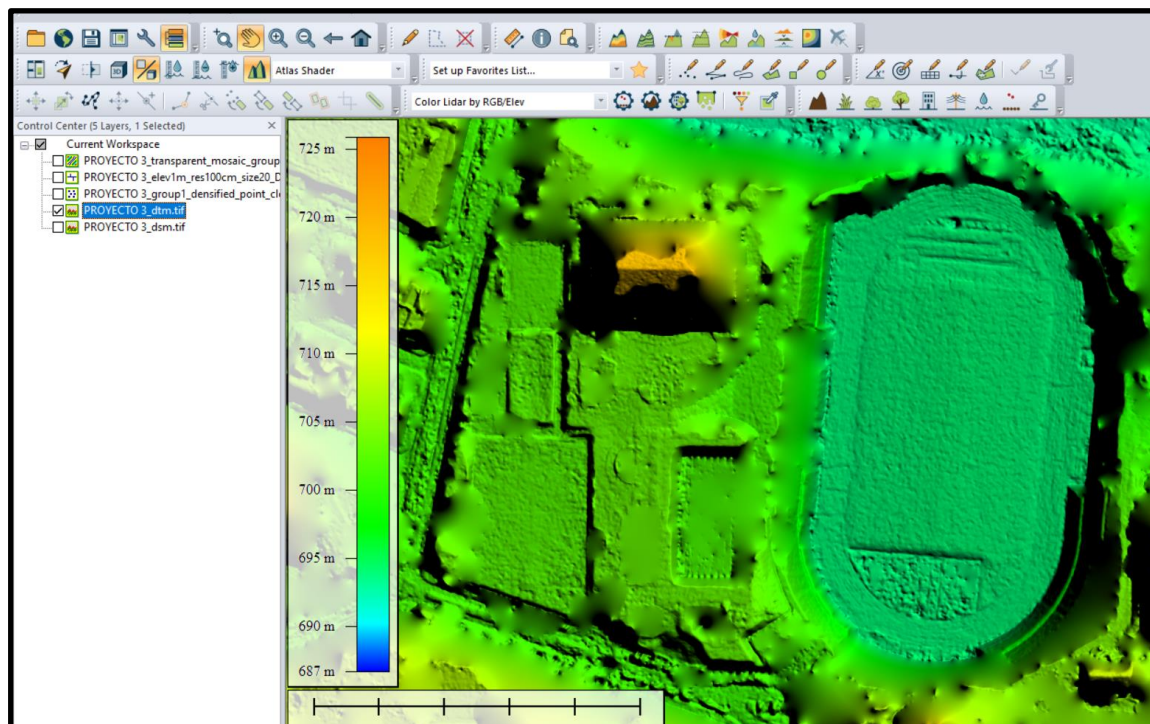 Atlas Shader
Set up Favorites List...
Color Lidar by RGB/Elev
Control Center (5 Layers, 1 Selected)
Current Workspace
PROYECTO 3_transparent_mosaic_group
PROYECTO 3_elev1m_res100cm_size20_D
PROYECTO 3_group1_densified_point_cl
PROYECTO 3_dtm.tif
PROYECTO 3_dsm.tif
725 m
720 m
715 m
710 m
705 m
700 m
695 m
690 m
687 m